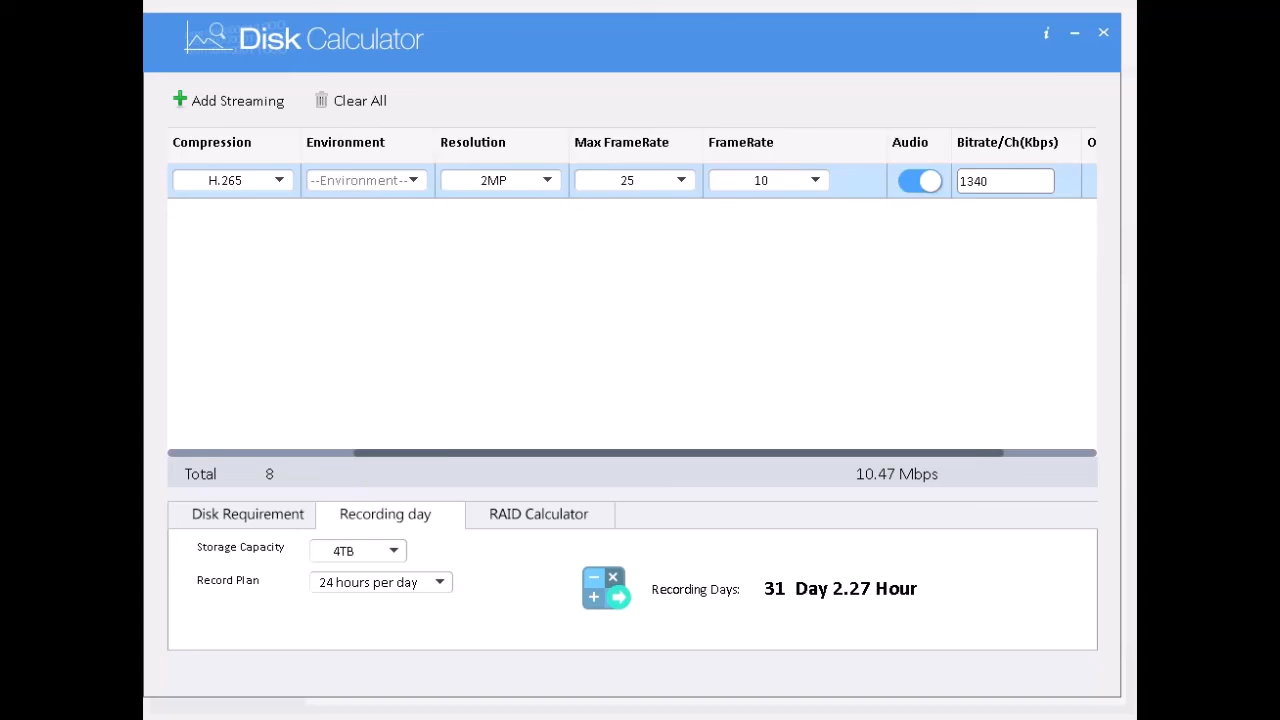 Disk Calculator
i
Add Streaming Clear All
Compression Environment Resolution Max FrameRate FrameRate Audio Bitrate/Ch(Kbps) O
H.265 --Environment-- 2MP 25 10 1340
Total 8 10.47 Mbps
Disk Requirement Recording day RAID Calculator
Storage Capacity 4TB
Record Plan 24 hours per day
Recording Days: 31 Day 2.27 Hour